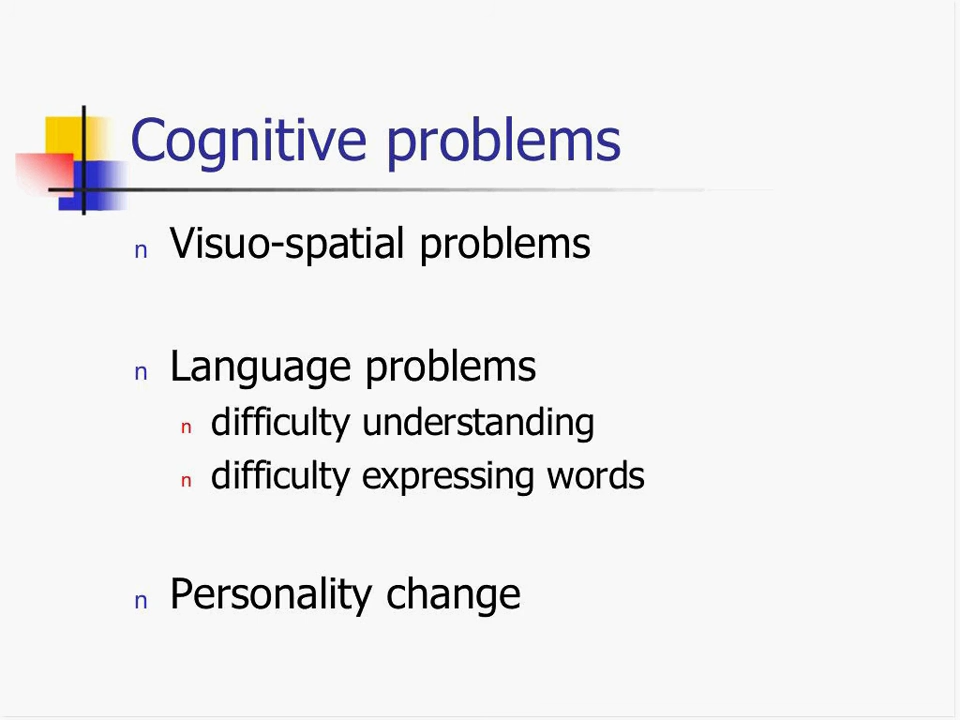 Cognitive problems
n Visuo-spatial problems
n Language problems
n difficulty understanding
n difficulty expressing words
n Personality change